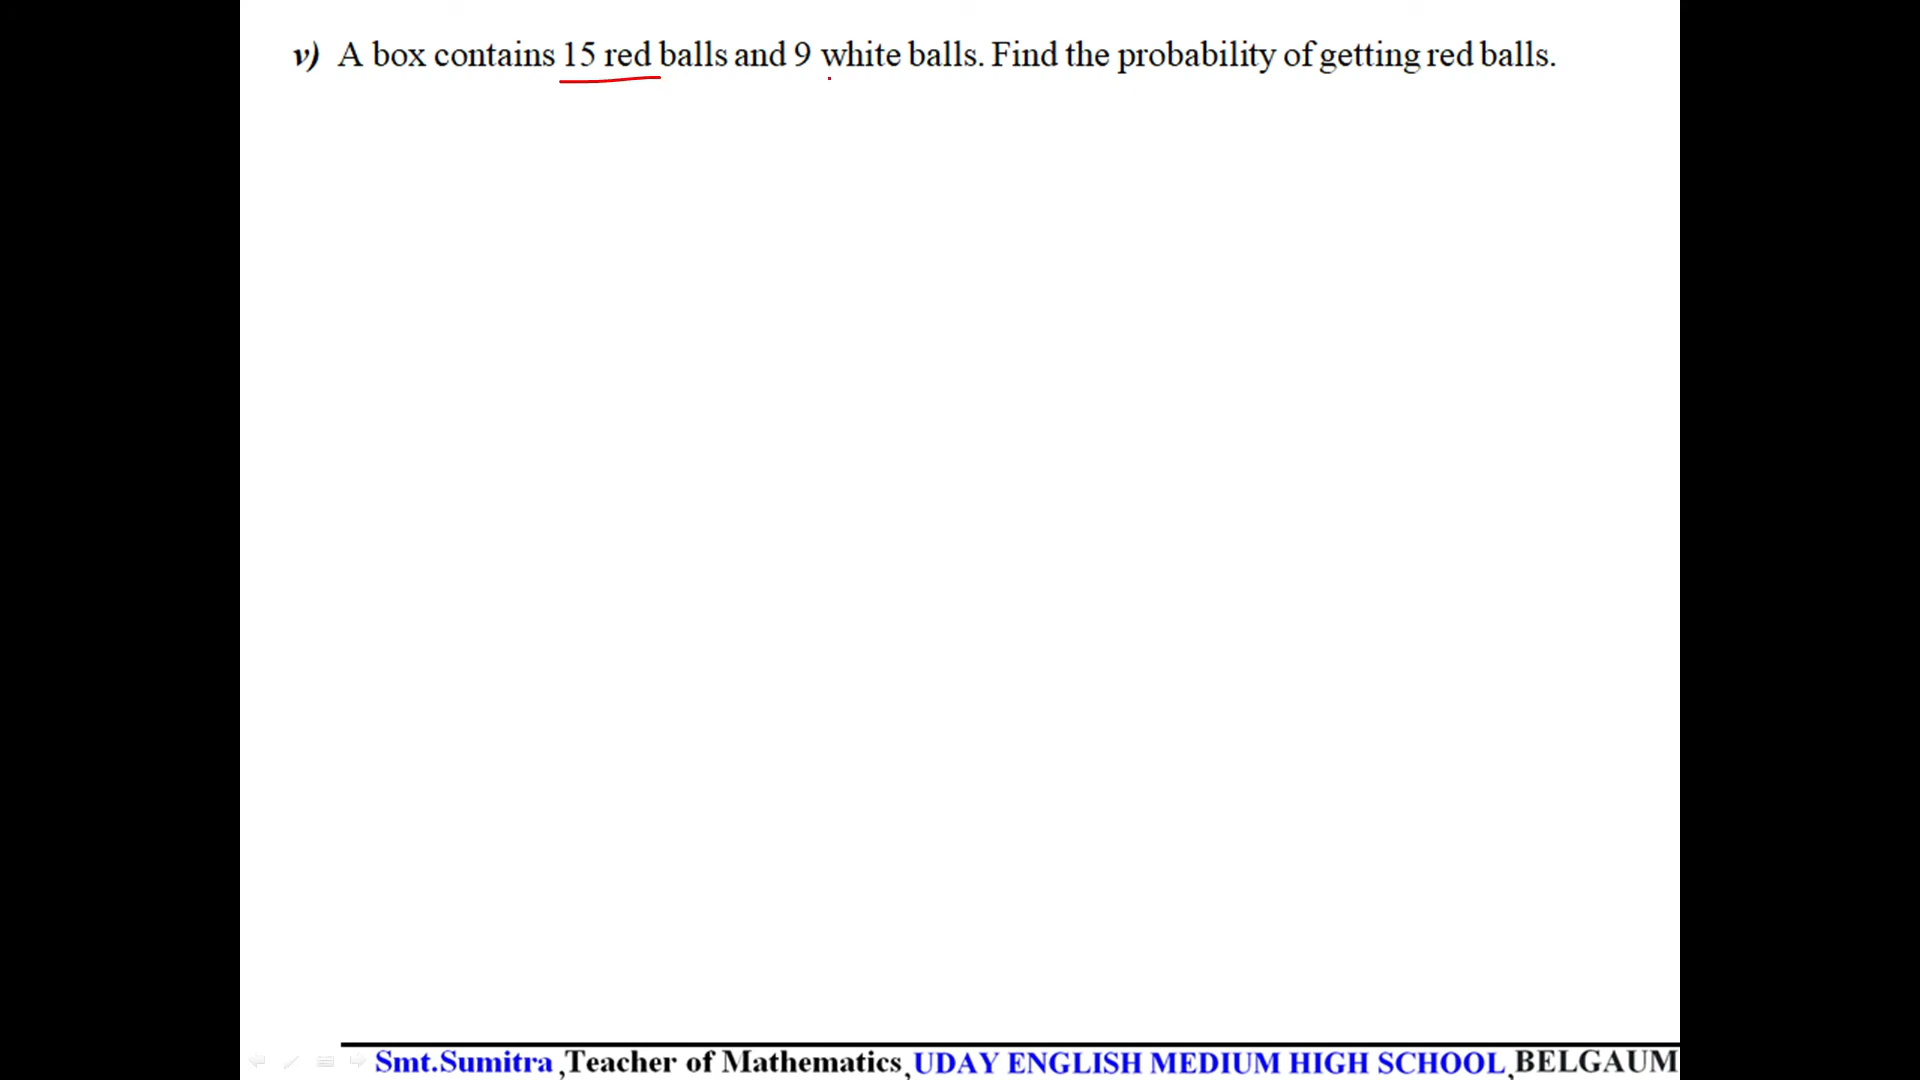 v) A box contains 15 red balls and 9 white balls. Find the probability of getting red balls.
Smt.Sumitra ,Teacher of Mathematics,UDAY ENGLISH MEDIUM HIGH SCHOOL,BELGAUM